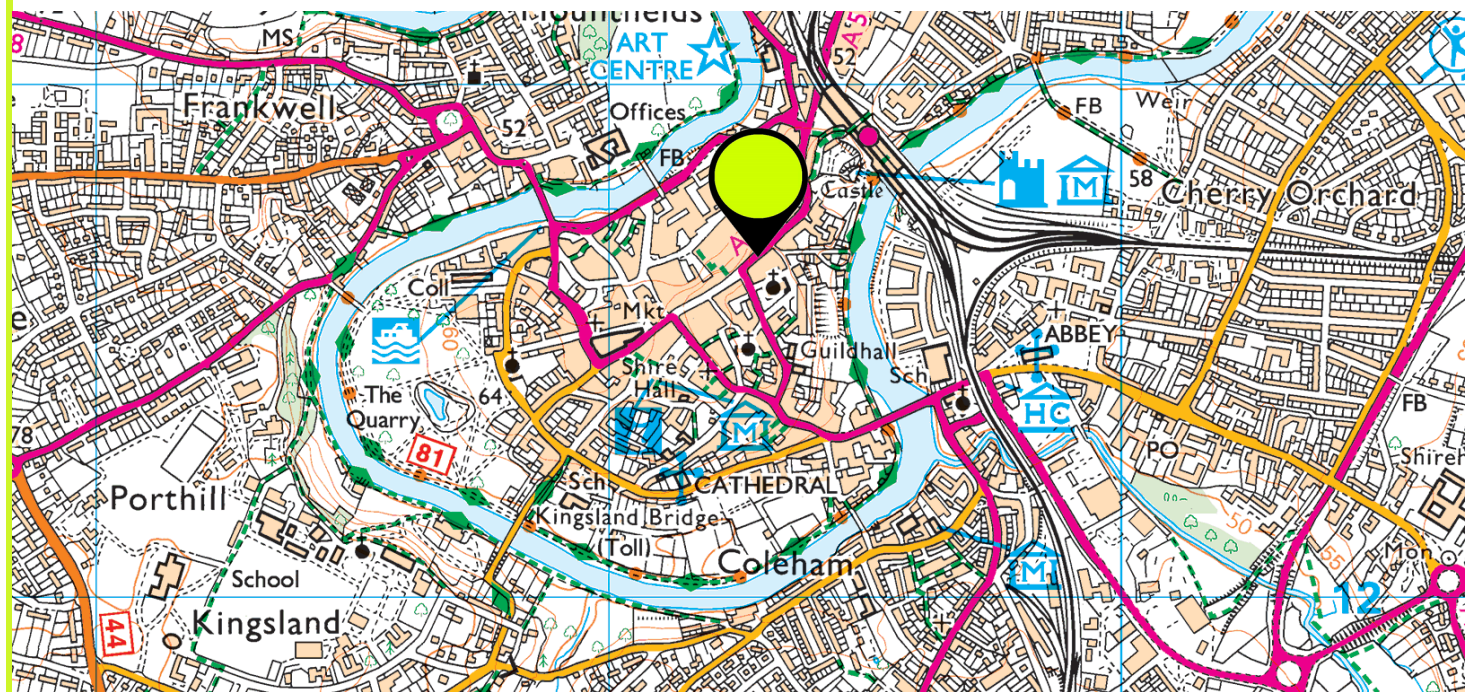 Mountfields
MS
ART
CENTRE
A5
52
8
Frankwell
Offices
52
FB
FB
Weir
Castle
M
58
Cherry Orchard
A
e
Coll
60
Mkt
ABBEY
Guildhall
Sch
Shire
Hall
The
Quarry
64
HC
FB
78
81
M
PO
Shireh
Porthill
Sch
CATHEDRAL
Kingsland Bridge
(Toll)
50
55
Coleham
M
Mon
School
12
Kingsland
44